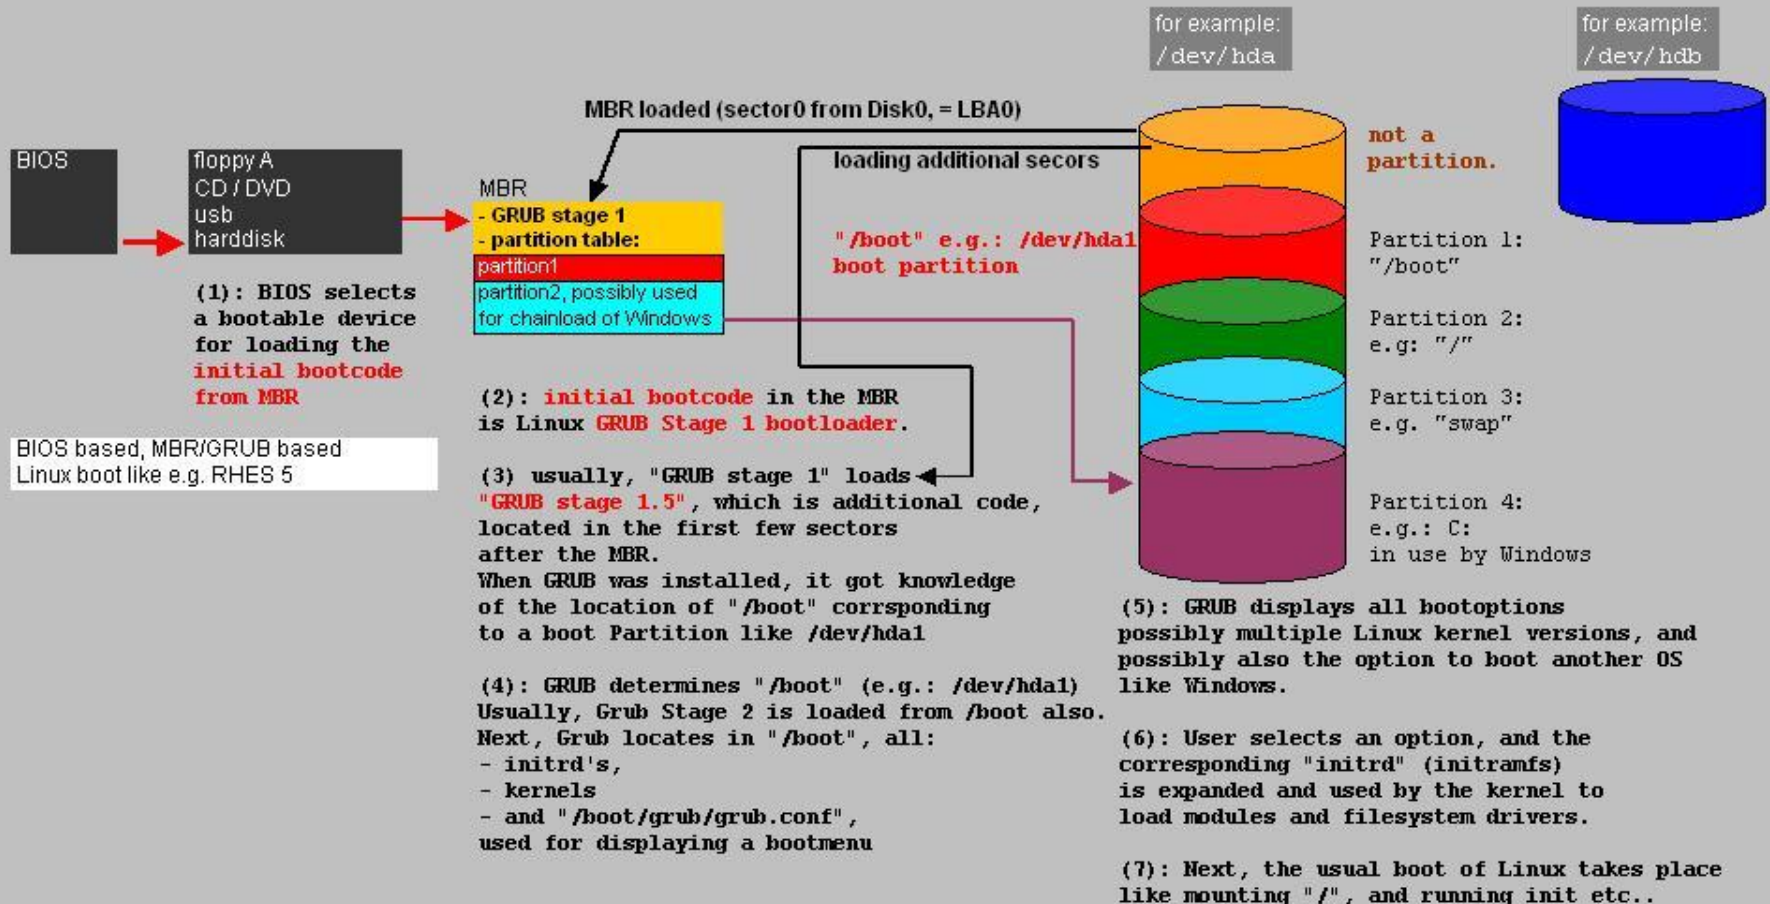 for example:
/dev/hda
for example:
/dev/hdb
MBR loaded (sector0 from Disk0, = LBA0)
loading additional secors
not a
partition.
BIOS
floppy A
CD / DVD
usb
harddisk
MBR
- GRUB stage 1
- partition table:
partition1
partition2, possibly used
for chainload of Windows
"/boot" e.g.: /dev/hda1
boot partition
Partition 1:
"/boot"
Partition 2:
e.g: "/"
Partition 3:
e.g. "swap"
Partition 4:
e.g.: C:
in use by Windows
(1): BIOS selects
a bootable device
for loading the
initial bootcode
from MBR
BIOS based, MBR/GRUB based
Linux boot like e.g. RHES 5
(2): initial bootcode in the MBR
is Linux GRUB Stage 1 bootloader.
(3) usually, "GRUB stage 1" loads
"GRUB stage 1.5", which is additional code,
located in the first few sectors
after the MBR.
When GRUB was installed, it got knowledge
of the location of "/boot" corrsponding
to a boot Partition like /dev/hda1
(4): GRUB determines "/boot" (e.g.: /dev/hda1)
Usually, Grub Stage 2 is loaded from /boot also.
Next, Grub locates in "/boot", all:
- initrd's,
- kernels
- and "/boot/grub/grub.conf",
used for displaying a bootmenu
(5): GRUB displays all bootoptions
possibly multiple Linux kernel versions, and
possibly also the option to boot another OS
like Windows.
(6): User selects an option, and the
corresponding "initrd" (initramfs)
is expanded and used by the kernel to
load modules and filesystem drivers.
(7): Next, the usual boot of Linux takes place
like mounting "/", and running init etc..